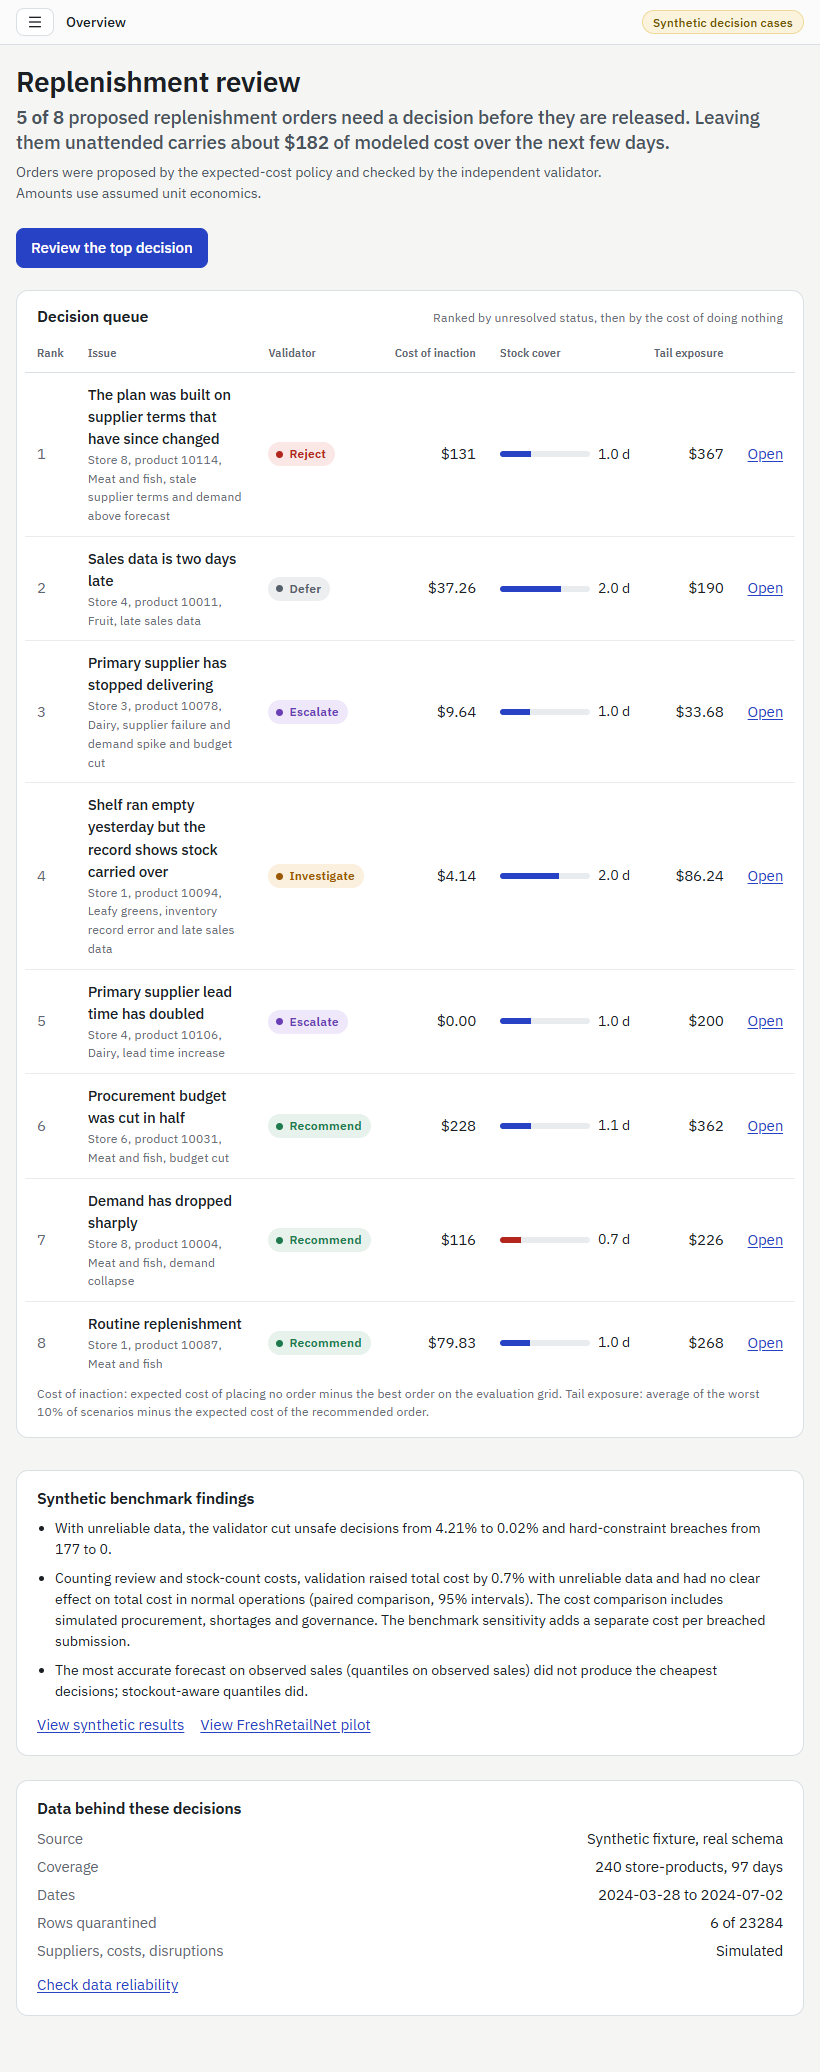 Overview
Synthetic decision cases
Replenishment review
5 of 8 proposed replenishment orders need a decision before they are released. Leaving
them unattended carries about $182 of modeled cost over the next few days.
Orders were proposed by the expected-cost policy and checked by the independent validator.
Amounts use assumed unit economics.
Review the top decision
Decision queue
Ranked by unresolved status, then by the cost of doing nothing
Rank Issue Validator Cost of inaction Stock cover Tail exposure
The plan was built on
supplier terms that
have since changed
Store 8, product 10114,
Meat and fish, stale
supplier terms and demand
above forecast
1 Reject $131 1.0 d $367 Open
Sales data is two days
late
Store 4, product 10011,
Fruit, late sales data
2 Defer $37.26 2.0 d $190 Open
Primary supplier has
stopped delivering
Store 3, product 10078,
Dairy, supplier failure and
demand spike and budget
cut
3 Escalate $9.64 1.0 d $33.68 Open
Shelf ran empty
yesterday but the
record shows stock
carried over
Store 1, product 10094,
Leafy greens, inventory
record error and late sales
data
4 Investigate $4.14 2.0 d $86.24 Open
Primary supplier lead
time has doubled
Store 4, product 10106,
Dairy, lead time increase
5 Escalate $0.00 1.0 d $200 Open
Procurement budget
was cut in half
Store 6, product 10031,
Meat and fish, budget cut
6 Recommend $228 1.1 d $362 Open
Demand has dropped
sharply
Store 8, product 10004,
Meat and fish, demand
collapse
7 Recommend $116 0.7 d $226 Open
Routine replenishment
Store 1, product 10087,
Meat and fish
8 Recommend $79.83 1.0 d $268 Open
Cost of inaction: expected cost of placing no order minus the best order on the evaluation grid. Tail exposure: average of the worst
10% of scenarios minus the expected cost of the recommended order.
Synthetic benchmark findings
With unreliable data, the validator cut unsafe decisions from 4.21% to 0.02% and hard-constraint breaches from
177 to 0.
Counting review and stock-count costs, validation raised total cost by 0.7% with unreliable data and had no clear
effect on total cost in normal operations (paired comparison, 95% intervals). The cost comparison includes
simulated procurement, shortages and governance. The benchmark sensitivity adds a separate cost per breached
submission.
The most accurate forecast on observed sales (quantiles on observed sales) did not produce the cheapest
decisions; stockout-aware quantiles did.
View synthetic results View FreshRetailNet pilot
Data behind these decisions
Source Synthetic fixture, real schema
Coverage 240 store-products, 97 days
Dates 2024-03-28 to 2024-07-02
Rows quarantined 6 of 23284
Suppliers, costs, disruptions Simulated
Check data reliability